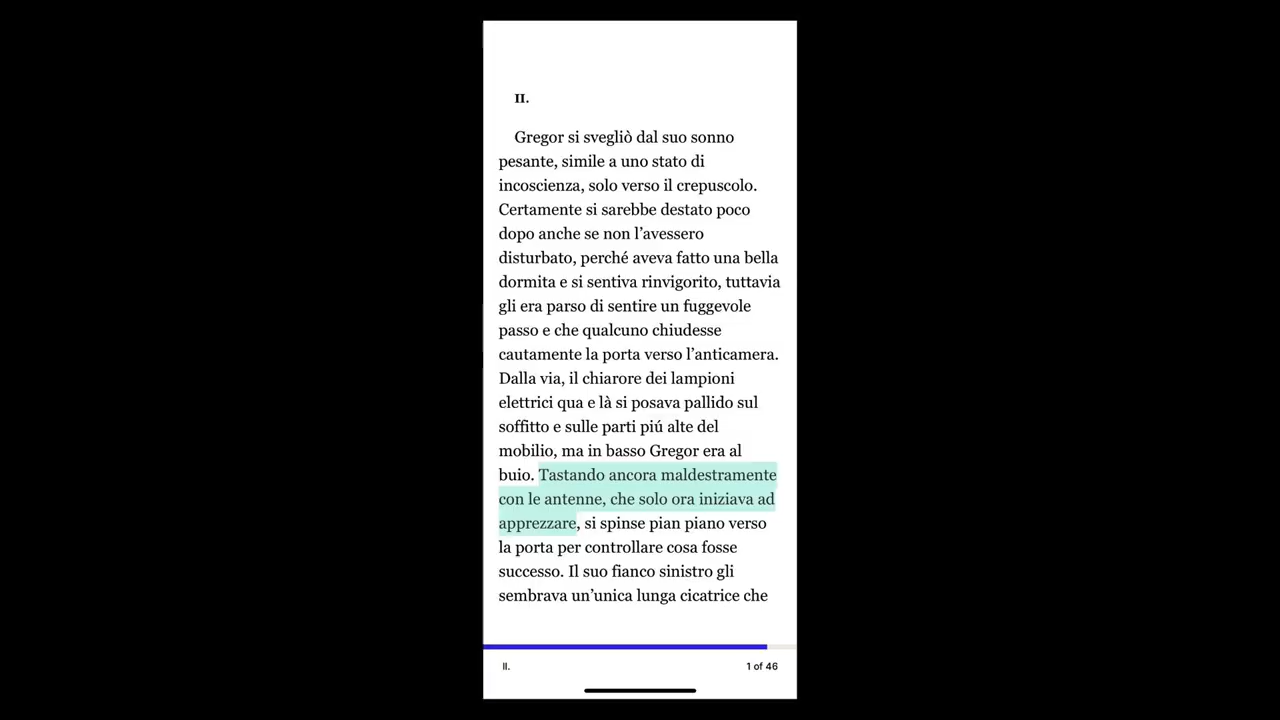 II.
Gregor si svegliò dal suo sonno
pesante, simile a uno stato di
incoscienza, solo verso il crepuscolo.
Certamente si sarebbe destato poco
dopo anche se non l’avessero
disturbato, perché aveva fatto una bella
dormita e si sentiva rinvigorito, tuttavia
gli era parso di sentire un fuggevole
passo e che qualcuno chiudesse
cautamente la porta verso l’anticamera.
Dalla via, il chiarore dei lampioni
elettrici qua e là si posava pallido sul
soffitto e sulle parti piú alte del
mobilio, ma in basso Gregor era al
buio. Tastando ancora maldestramente
con le antenne, che solo ora iniziava ad
apprezzare, si spinse pian piano verso
la porta per controllare cosa fosse
successo. Il suo fianco sinistro gli
sembrava un’unica lunga cicatrice che
II.
1 of 46